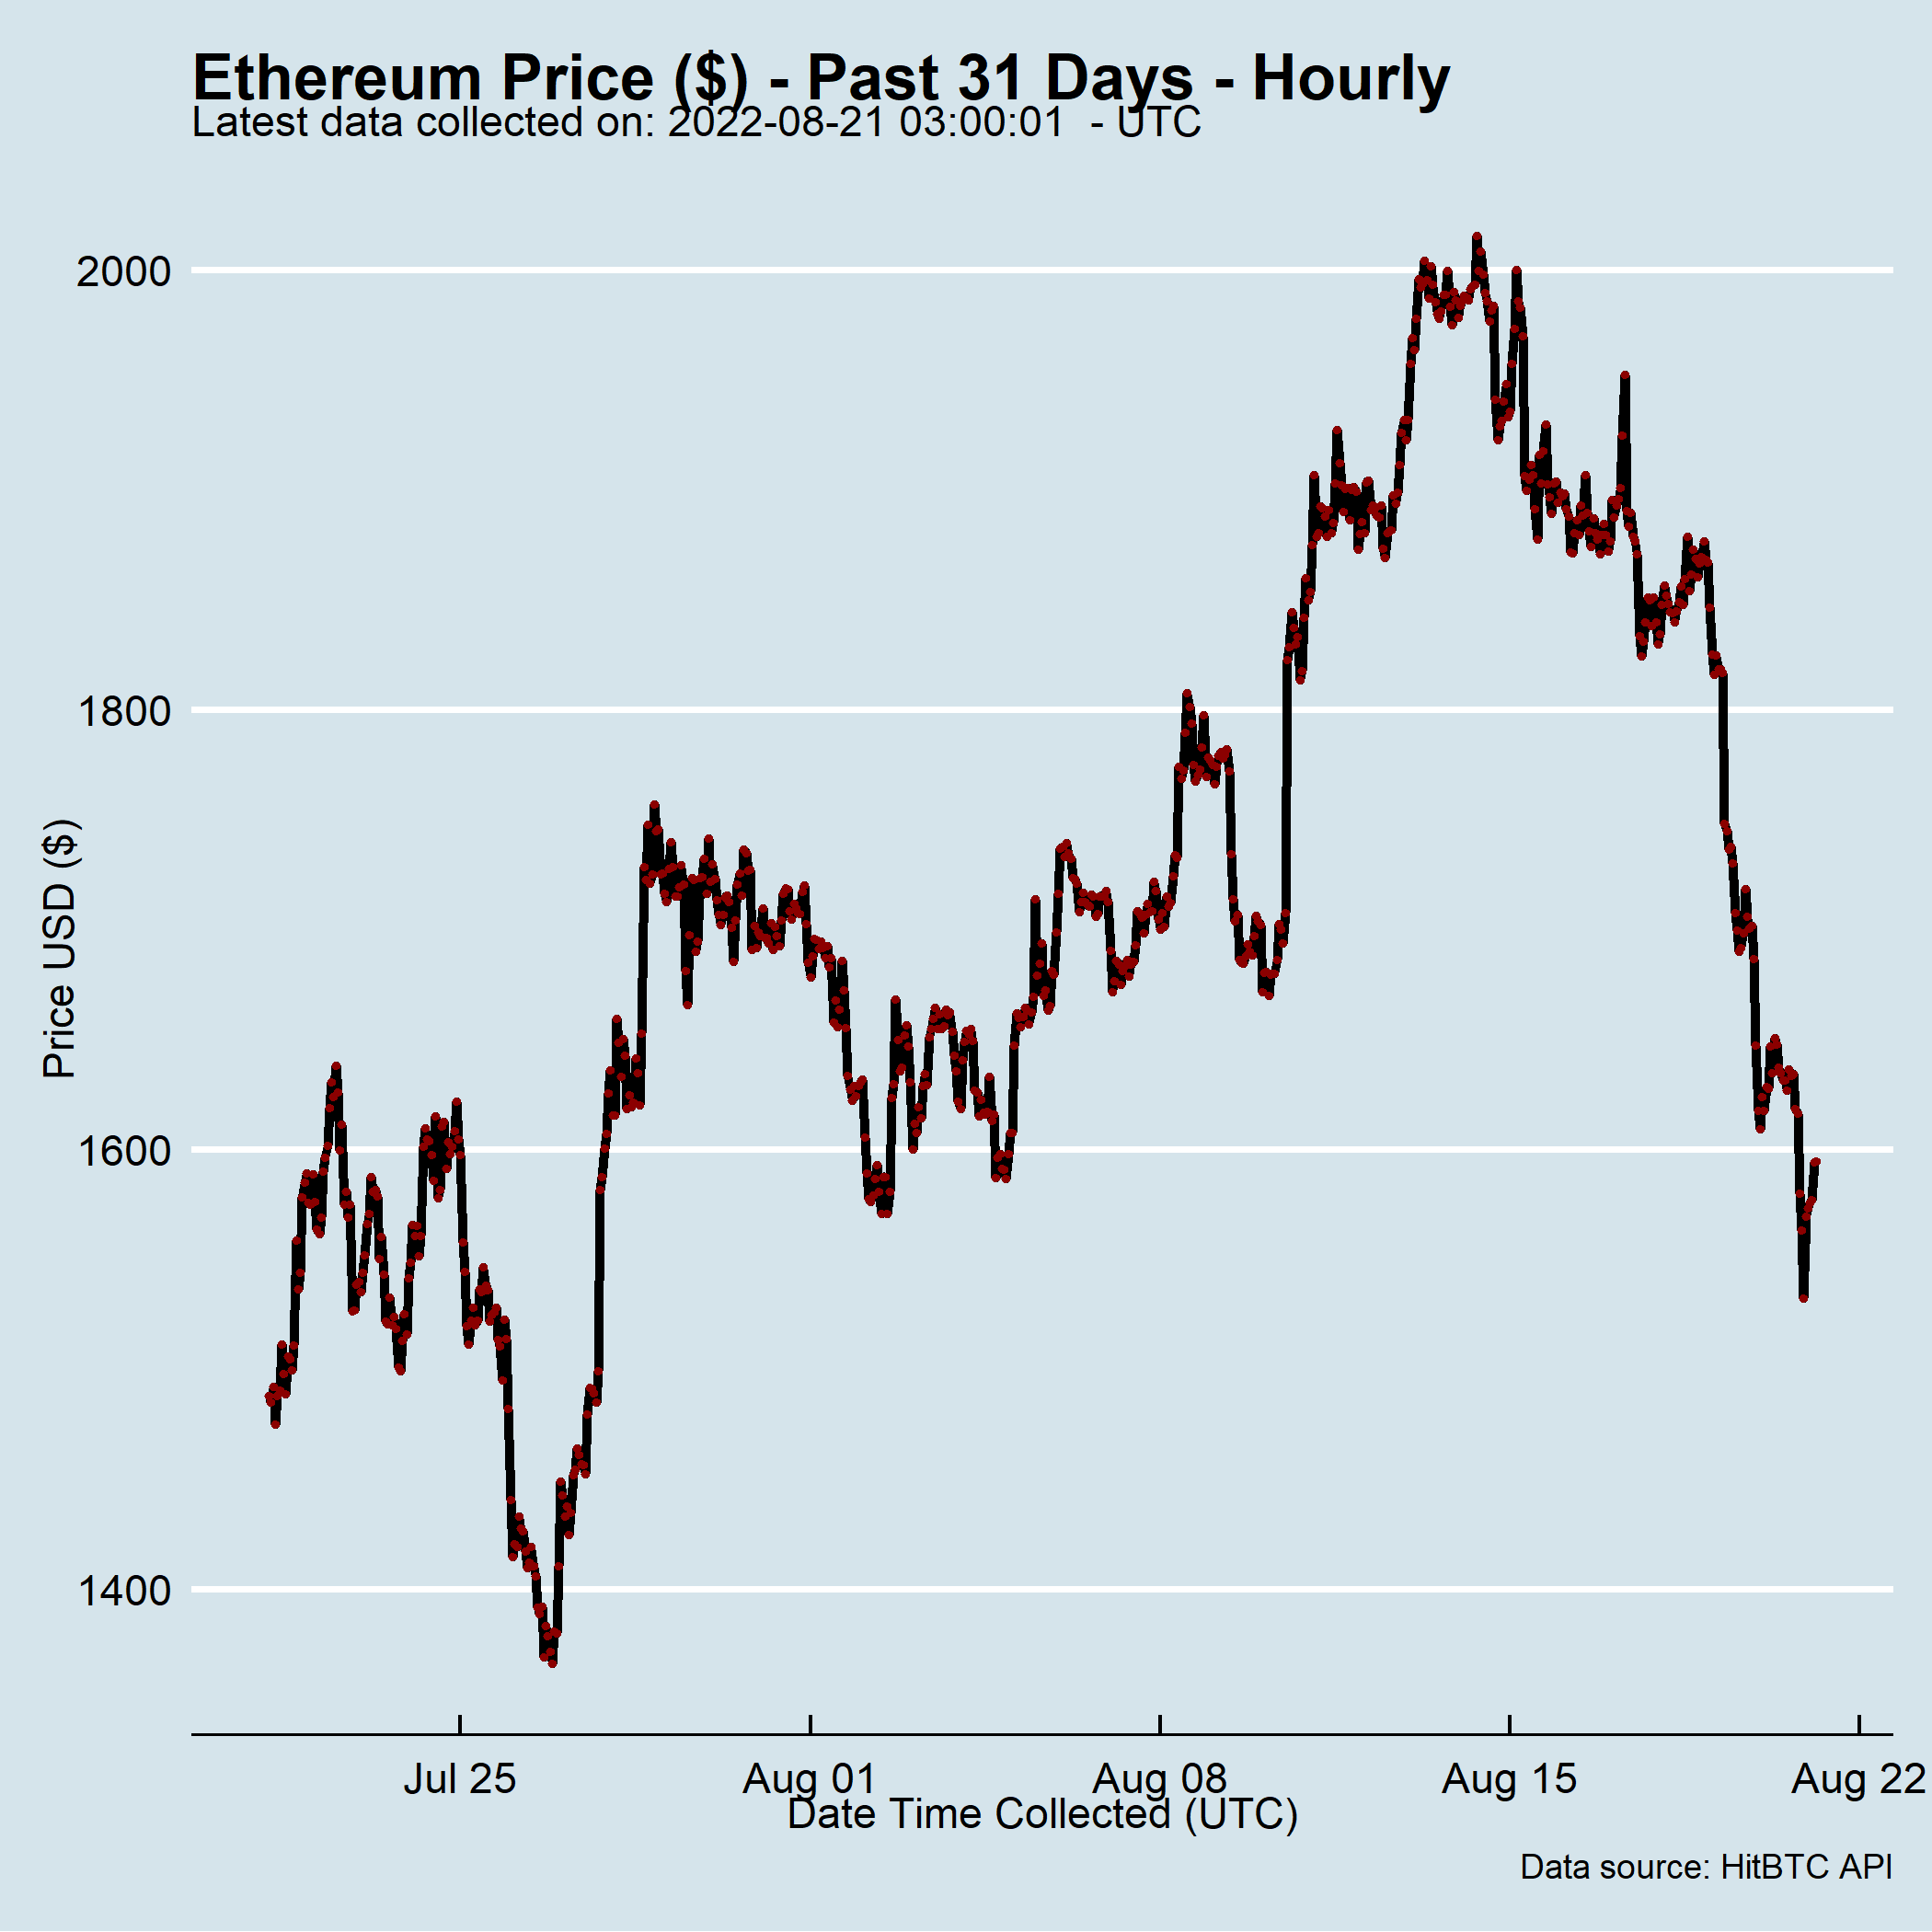 Ethereum Price ($) - Past 31 Days - Hourly
Latest data collected on: 2022-08-21 03:00:01  - UTC
Price USD ($)
2000
1800
1600
1400
Jul 25 Aug 01 Aug 08 Aug 15 Aug 22
Date Time Collected (UTC)
Data source: HitBTC API